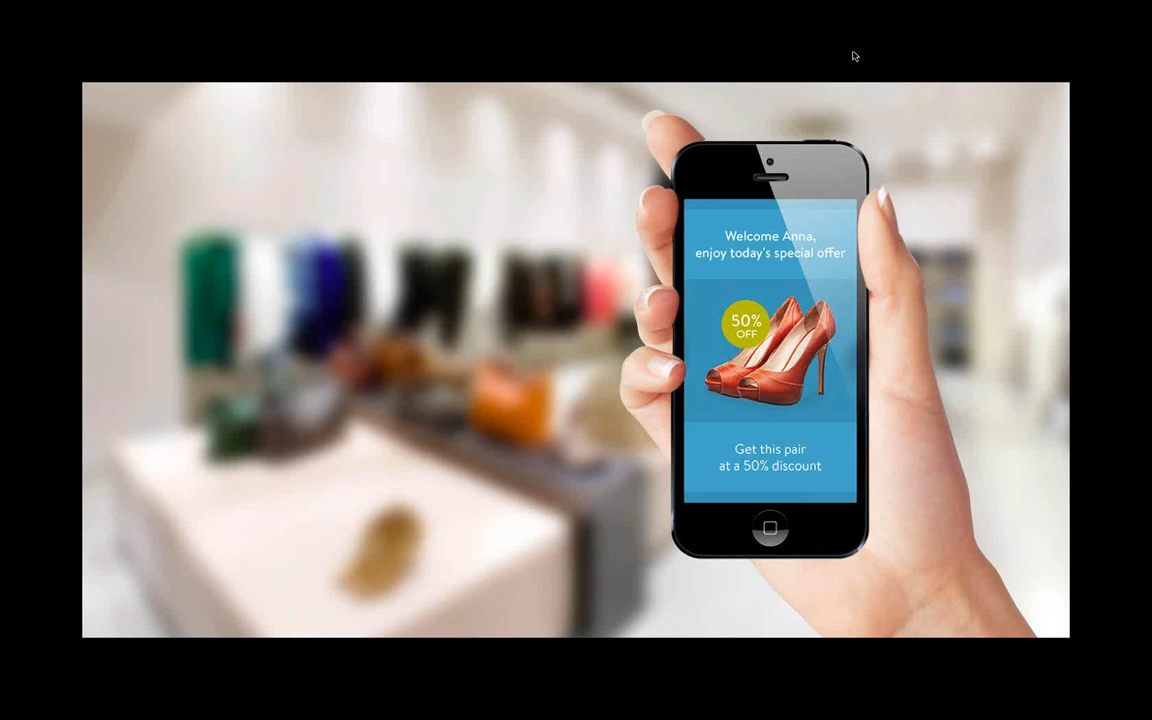 Welcome Anna,
enjoy today's special offer
50%
OFF
Get this pair
at a 50% discount